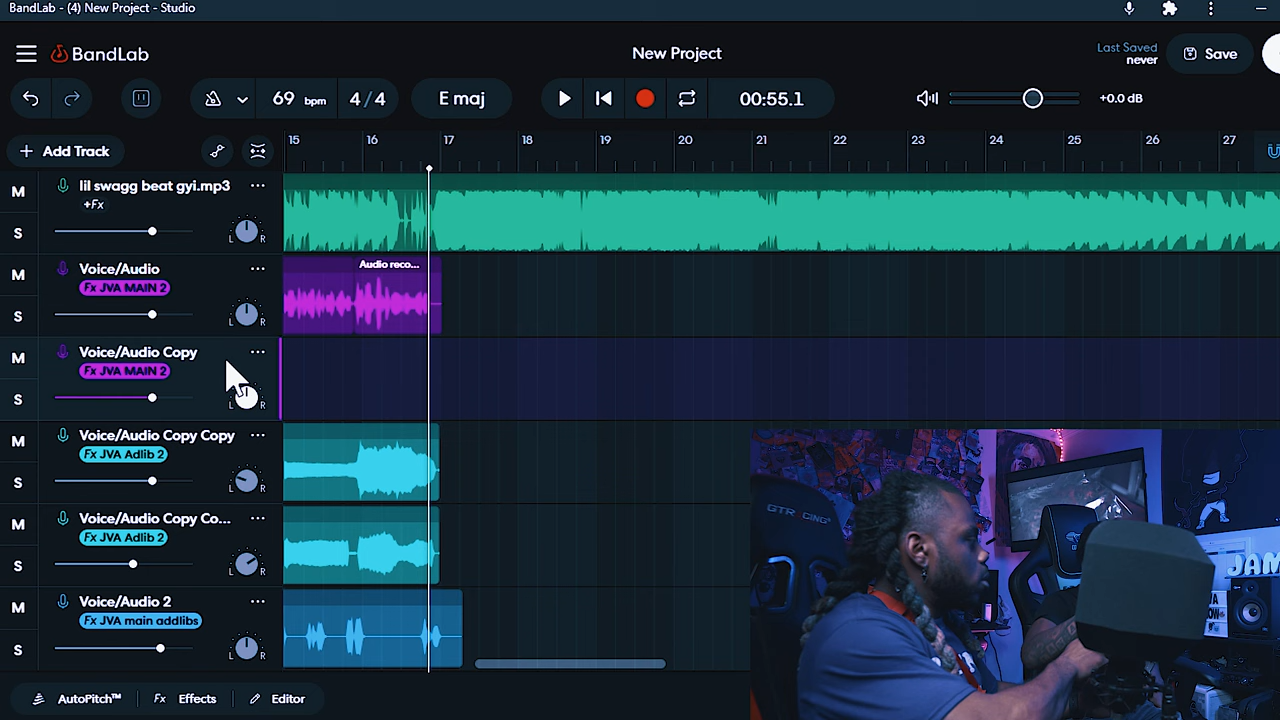 BandLab - (4) New Project - Studio
BandLab
New Project
Last Saved
never
Save
69 bpm
4/4
E maj
00:55.1
+0.0 dB
+ Add Track
15 16 17 18 19 20 21 22 23 24 25 26 27
M
lil swagg beat gyi.mp3
+Fx
S
L R
M
Voice/Audio
Fx JVA MAIN 2
S
L R
Audio reco...
M
Voice/Audio Copy
Fx JVA MAIN 2
S
L R
M
Voice/Audio Copy Copy
Fx JVA Adlib 2
S
L R
M
Voice/Audio Copy Co...
Fx JVA Adlib 2
S
L R
M
Voice/Audio 2
Fx JVA main addlibs
S
L R
AutoPitch™
Fx Effects
Editor
GTRACING
JAM